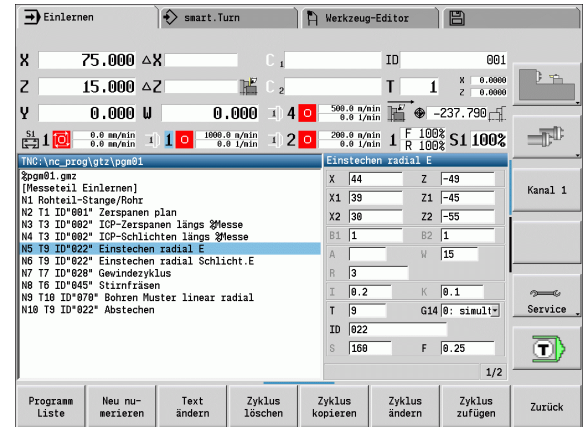 Einlernen
smart.Turn
Werkzeug-Editor
X 75.000 ΔX C 1 ID 001
Z 15.000 ΔZ C 2 T 1 X 0.0000 Z 0.0000
Y 0.000 W 0.000 4 0 500.0 m/min 0.0 1/min -237.790
S1 1 0 0.0 mm/min 0.0 mm/min 1 0 1000.0 m/min 0.0 1/min 2 0 200.0 m/min 0.0 1/min 1 F 100% R 100% S1 100%
TNC:\nc_prog\gtz\pgm01
%pgm01.gmz
[Messeteil Einlernen]
N1 Rohteil-Stange/Rohr
N2 T1 ID"001" Zerspanen plan
N3 T3 ID"002" ICP-Zerspanen längs %Messe
N4 T3 ID"002" ICP-Schlichten längs %Messe
N5 T9 ID"022" Einstechen radial E
N6 T9 ID"022" Einstechen radial Schlicht.E
N7 T7 ID"028" Gewindezyklus
N8 T6 ID"045" Stirnfräsen
N9 T10 ID"070" Bohren Muster linear radial
N10 T9 ID"022" Abstechen
Einstechen radial E
X 44 Z -49
X1 39 Z1 -45
X2 30 Z2 -55
B1 1 B2 1
A W 15
R 3
I 0.2 K 0.1
T 9 G14 0: simult
ID 022
S 160 F 0.25
1/2
Kanal 1
Service
T
Programm Liste
Neu nu- merieren
Text ändern
Zyklus löschen
Zyklus kopieren
Zyklus ändern
Zyklus zufügen
Zurück